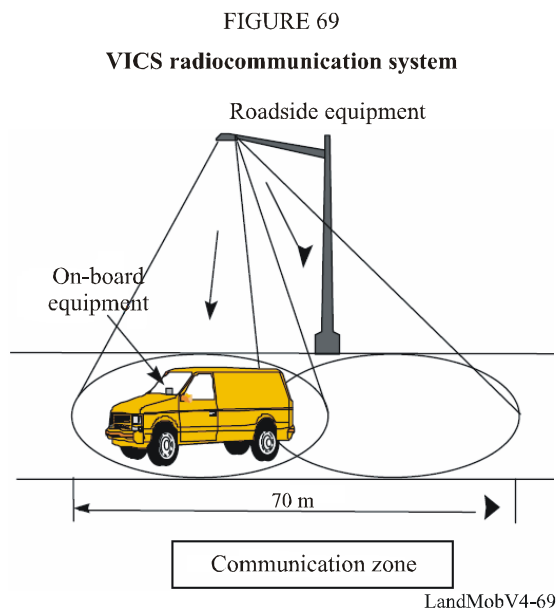 FIGURE 69
VICS radiocommunication system
Roadside equipment
On-board
equipment
70 m
Communication zone
LandMobV4-69